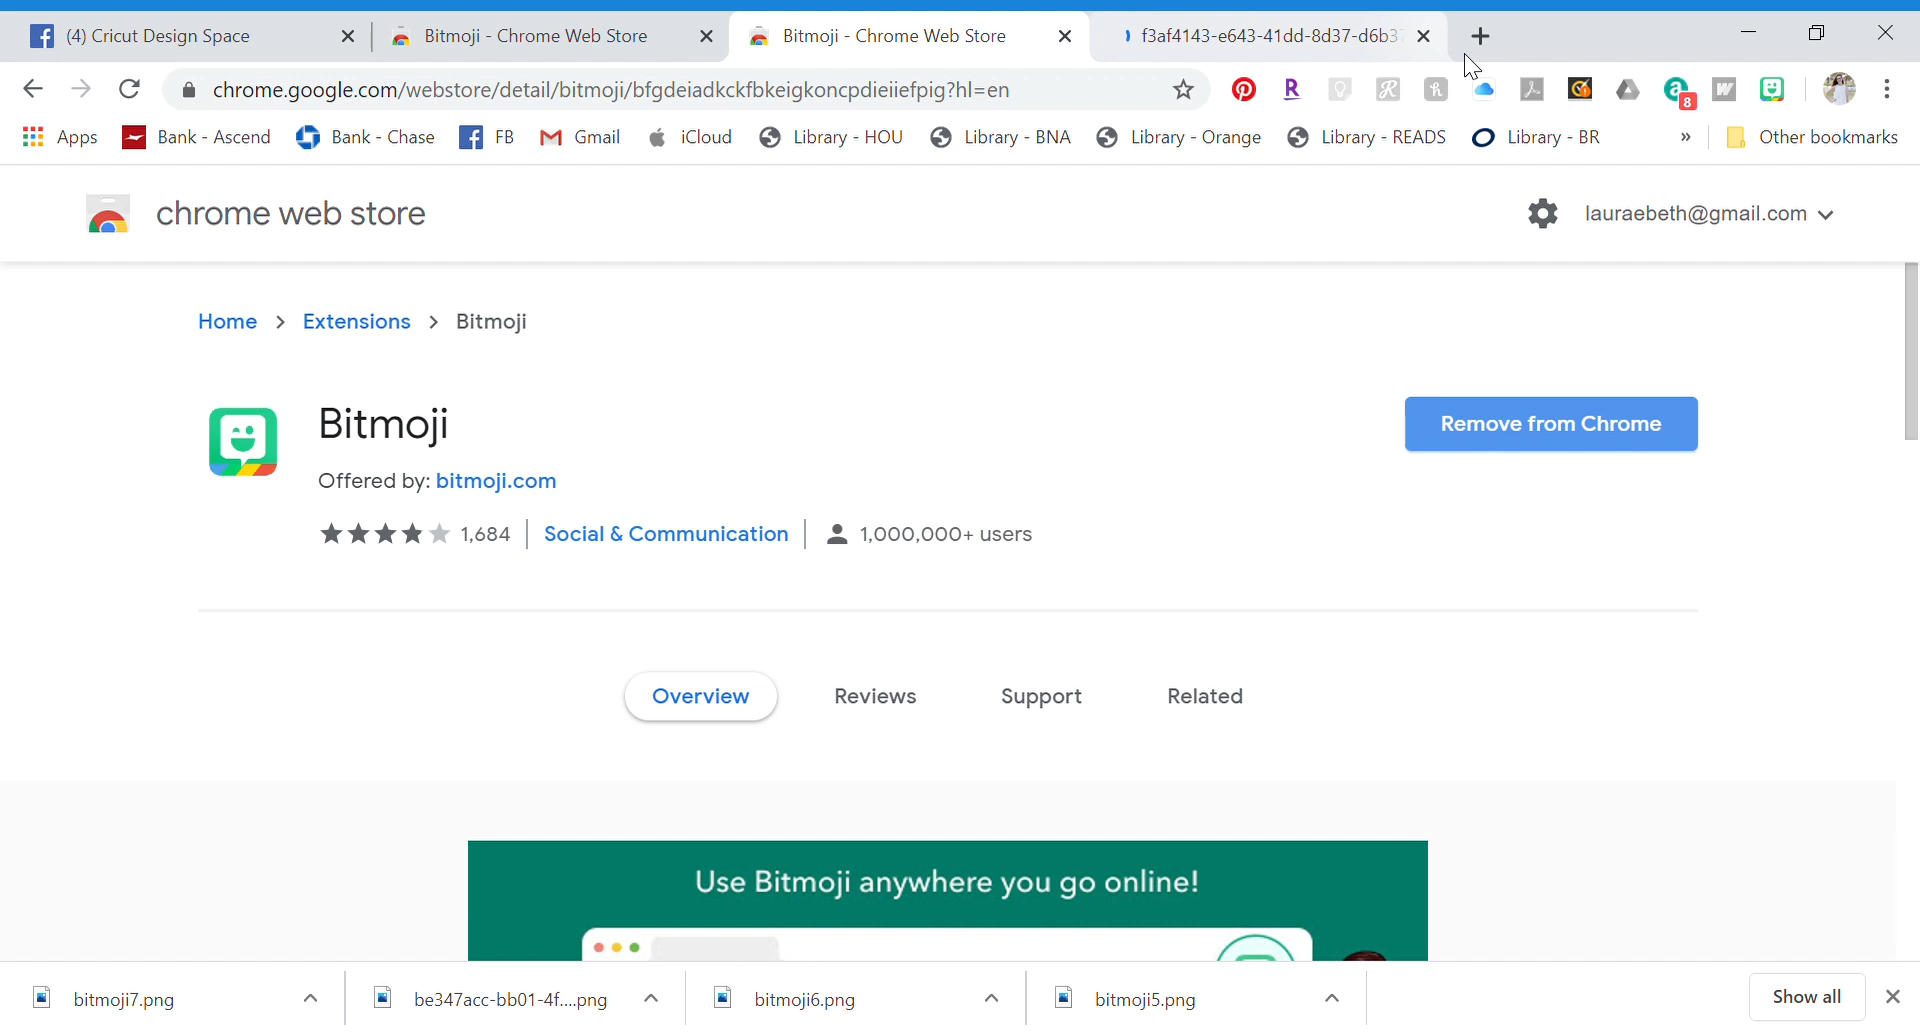 (4) Cricut Design Space
Bitmoji - Chrome Web Store
Bitmoji - Chrome Web Store
f3af4143-e643-41dd-8d37-d6b37
chrome.google.com/webstore/detail/bitmoji/bfgdeiadkckfbkeigkoncpdieiiefpig?hl=en
8
Apps
Bank - Ascend
Bank - Chase
FB
Gmail
iCloud
Library - HOU
Library - BNA
Library - Orange
Library - READS
Library - BR
»
Other bookmarks
chrome web store
lauraebeth@gmail.com
Home > Extensions > Bitmoji
Bitmoji
Remove from Chrome
Offered by: bitmoji.com
1,684
Social & Communication
1,000,000+ users
Overview
Reviews
Support
Related
Use Bitmoji anywhere you go online!
bitmoji7.png
be347acc-bb01-4f....png
bitmoji6.png
bitmoji5.png
Show all